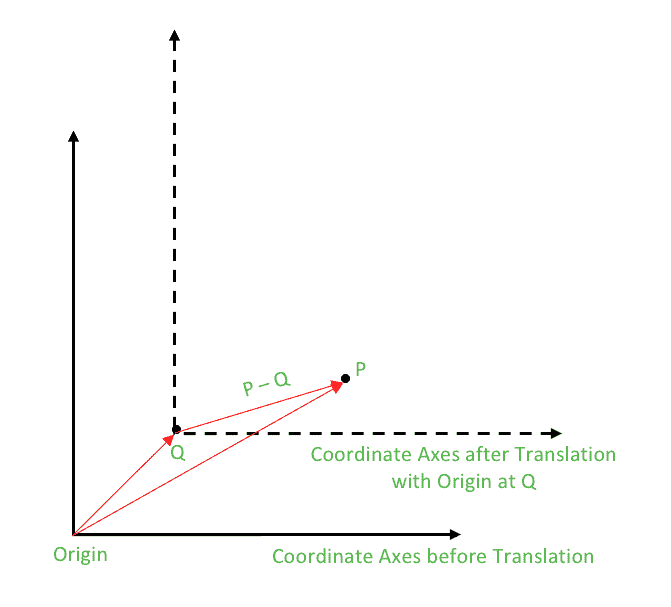 P
P – Q
Q
Coordinate Axes after Translation
with Origin at Q
Origin
Coordinate Axes before Translation